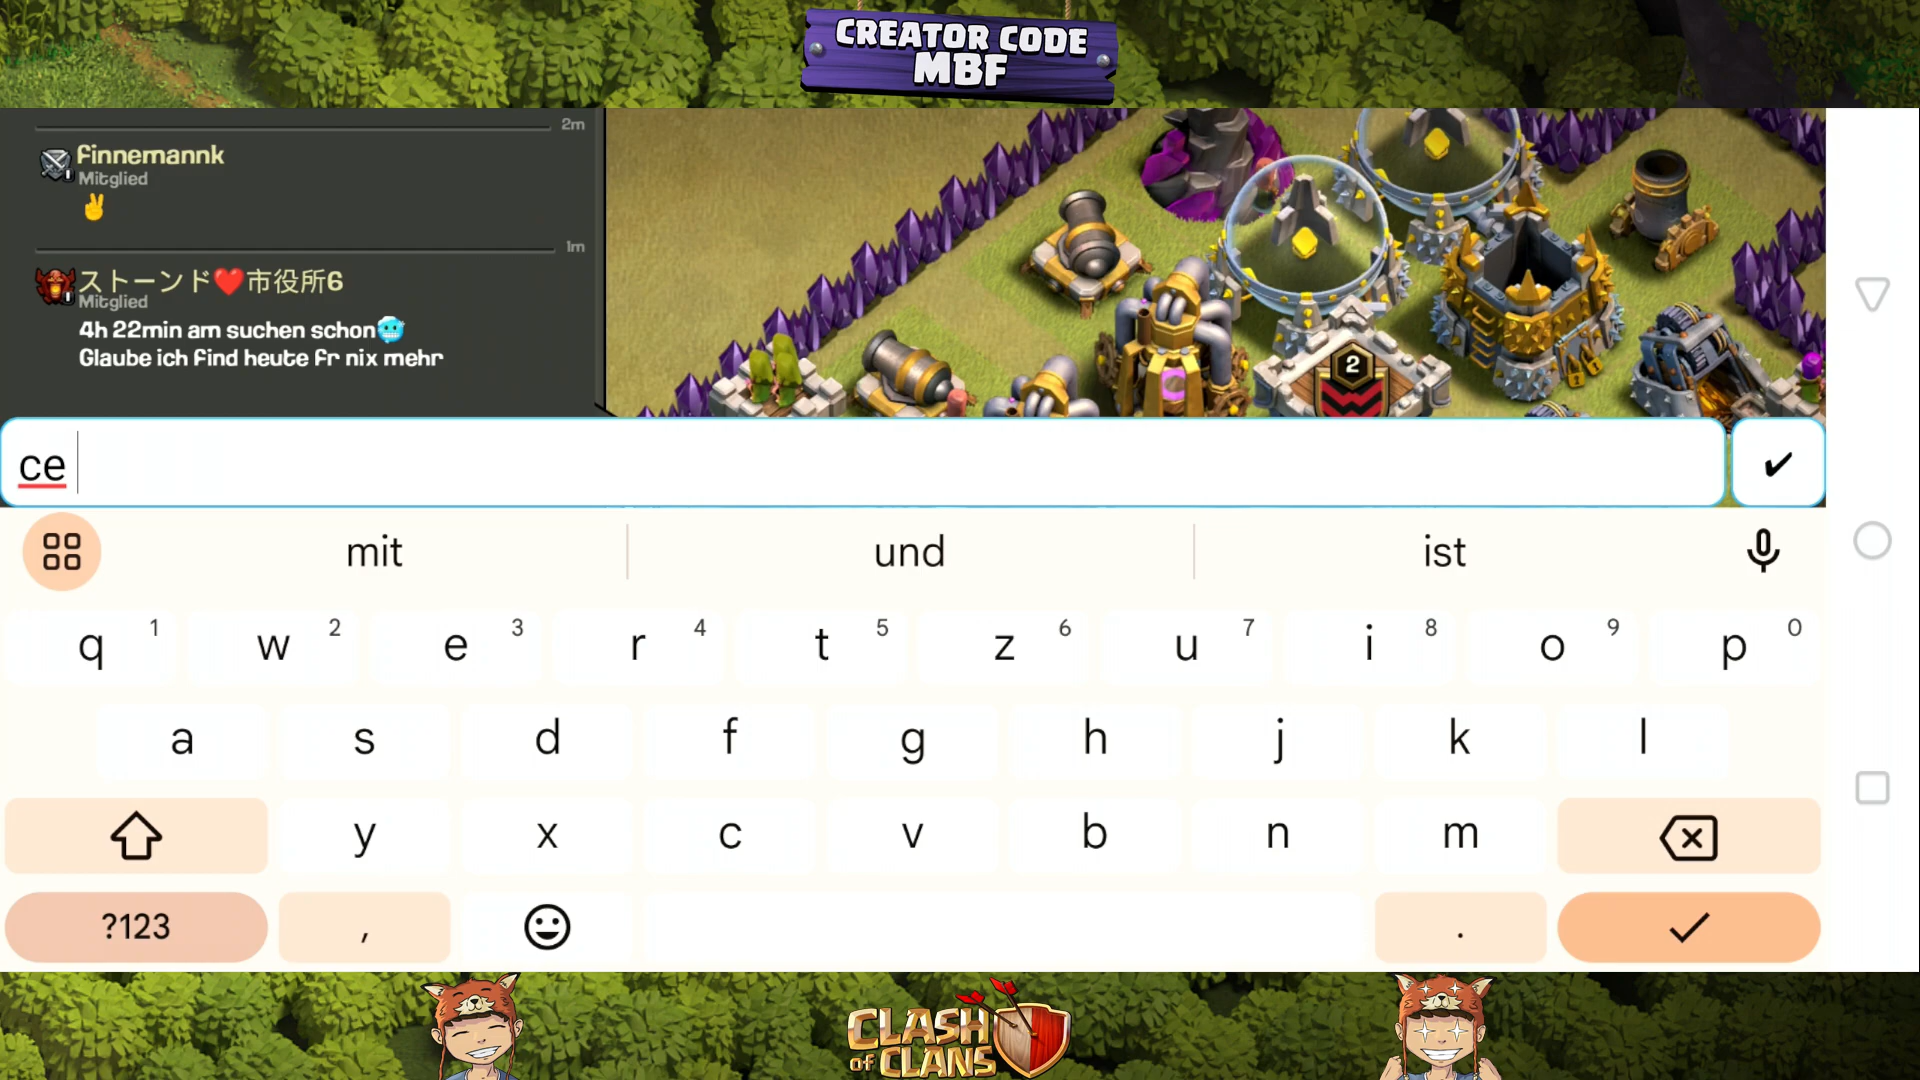 CREATOR CODE
MBF
2m
finnemannk
Mitglied
✌️
1m
ストーンド❤️市役所6
Mitglied
4h 22min am suchen schon🥶
Glaube ich find heute fr nix mehr
2
ce
mit und ist
q 1 w 2 e 3 r 4 t 5 z 6 u 7 i 8 o 9 p 0
a s d f g h j k l
y x c v b n m
?123 , .
CLASH
of CLANS